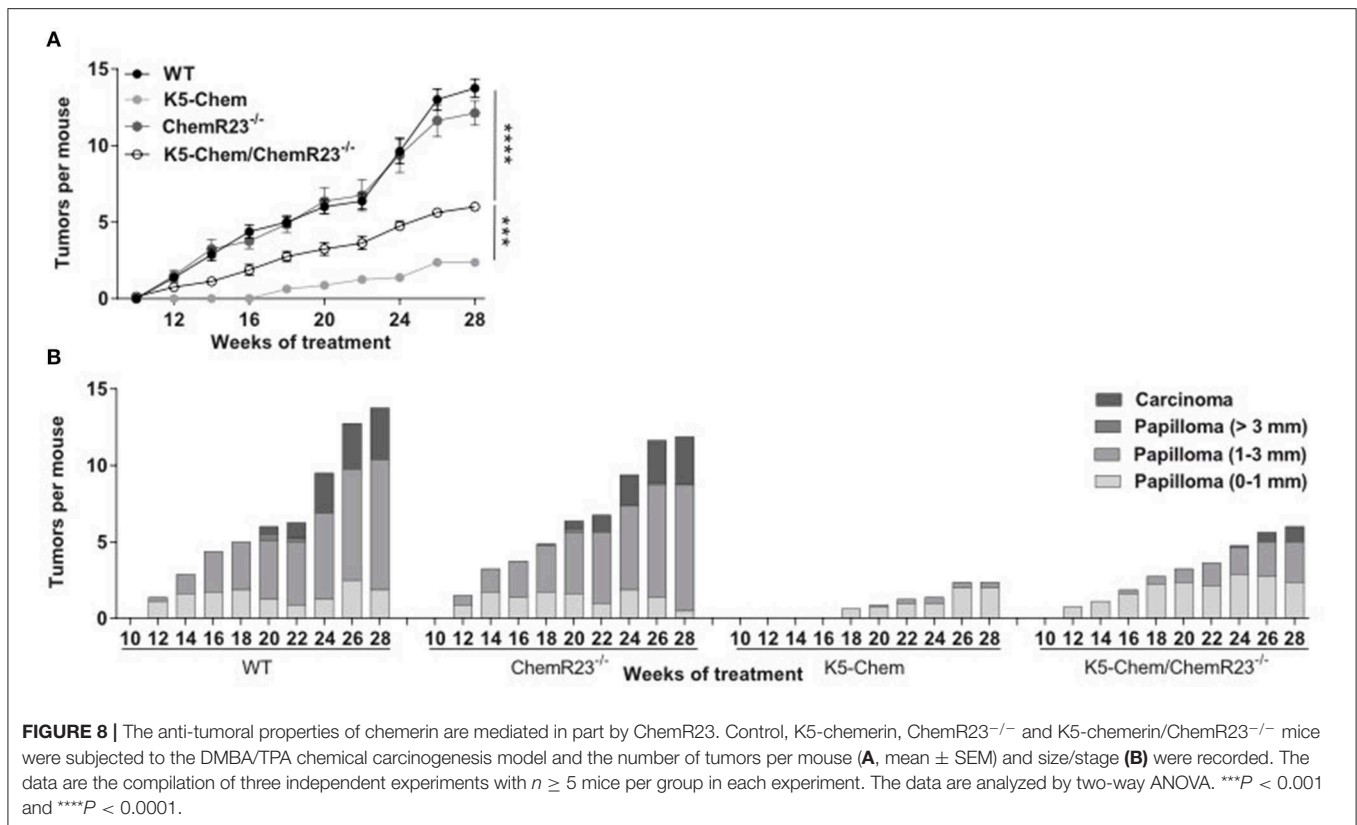 A
15
10
5
0
Tumors per mouse
WT
K5-Chem
ChemR23-/-
K5-Chem/ChemR23-/-
****
***
12 16 20 24 28
Weeks of treatment
B
15
10
5
0
Tumors per mouse
Carcinoma
Papilloma (> 3 mm)
Papilloma (1-3 mm)
Papilloma (0-1 mm)
10 12 14 16 18 20 22 24 26 28 10 12 14 16 18 20 22 24 26 28 10 12 14 16 18 20 22 24 26 28 10 12 14 16 18 20 22 24 26 28
WT ChemR23-/- K5-Chem K5-Chem/ChemR23-/-
Weeks of treatment
FIGURE 8 | The anti-tumoral properties of chemerin are mediated in part by ChemR23. Control, K5-chemerin, ChemR23−/− and K5-chemerin/ChemR23−/− mice
were subjected to the DMBA/TPA chemical carcinogenesis model and the number of tumors per mouse (A, mean ± SEM) and size/stage (B) were recorded. The
data are the compilation of three independent experiments with n ≥ 5 mice per group in each experiment. The data are analyzed by two-way ANOVA. ***P < 0.001
and ****P < 0.0001.